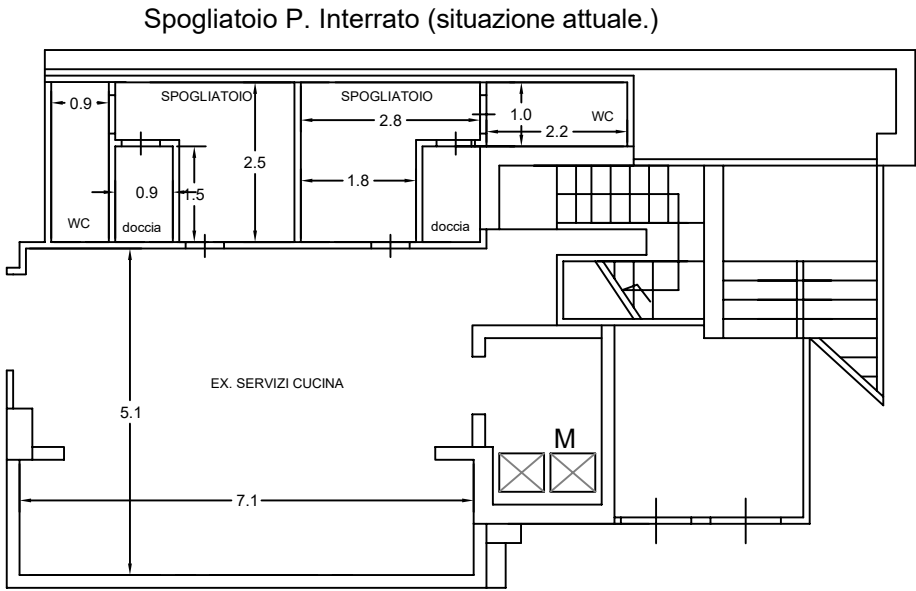 Spogliatoio P. Interrato (situazione attuale.)
SPOGLIATOIO
SPOGLIATOIO
0.9
1.0
WC
2.8
2.2
2.5
1.8
0.9
1.5
WC
doccia
doccia
EX. SERVIZI CUCINA
5.1
M
7.1